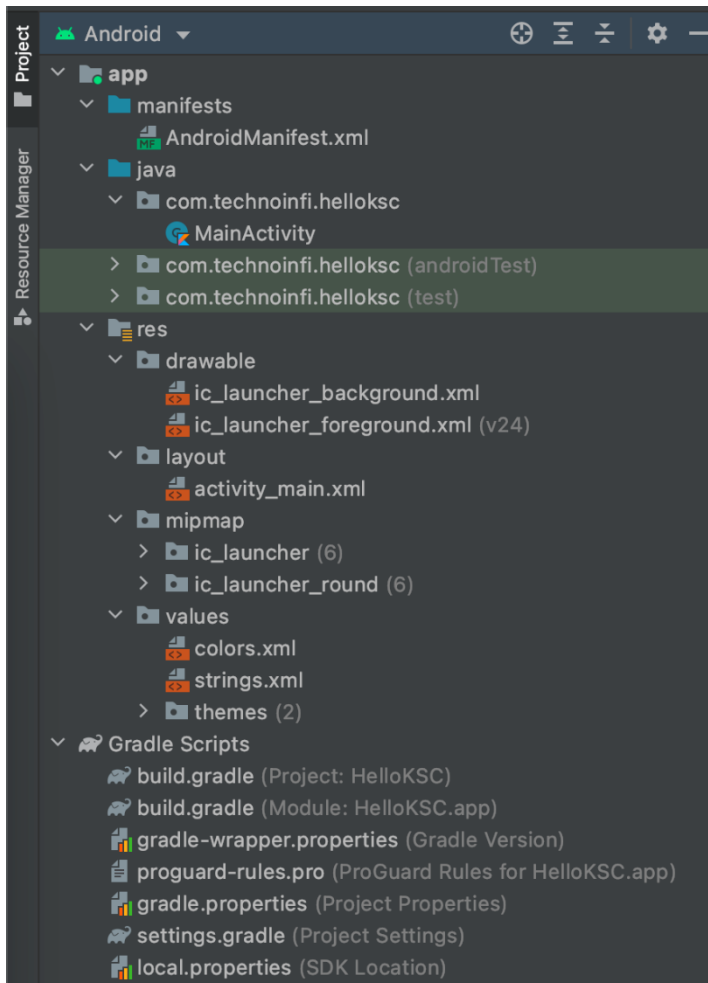 Project
Resource Manager
Android
app
manifests
MF AndroidManifest.xml
java
com.technoinfi.helloksc
MainActivity
com.technoinfi.helloksc (androidTest)
com.technoinfi.helloksc (test)
res
drawable
ic_launcher_background.xml
ic_launcher_foreground.xml (v24)
layout
activity_main.xml
mipmap
ic_launcher (6)
ic_launcher_round (6)
values
colors.xml
strings.xml
themes (2)
Gradle Scripts
build.gradle (Project: HelloKSC)
build.gradle (Module: HelloKSC.app)
gradle-wrapper.properties (Gradle Version)
proguard-rules.pro (ProGuard Rules for HelloKSC.app)
gradle.properties (Project Properties)
settings.gradle (Project Settings)
local.properties (SDK Location)